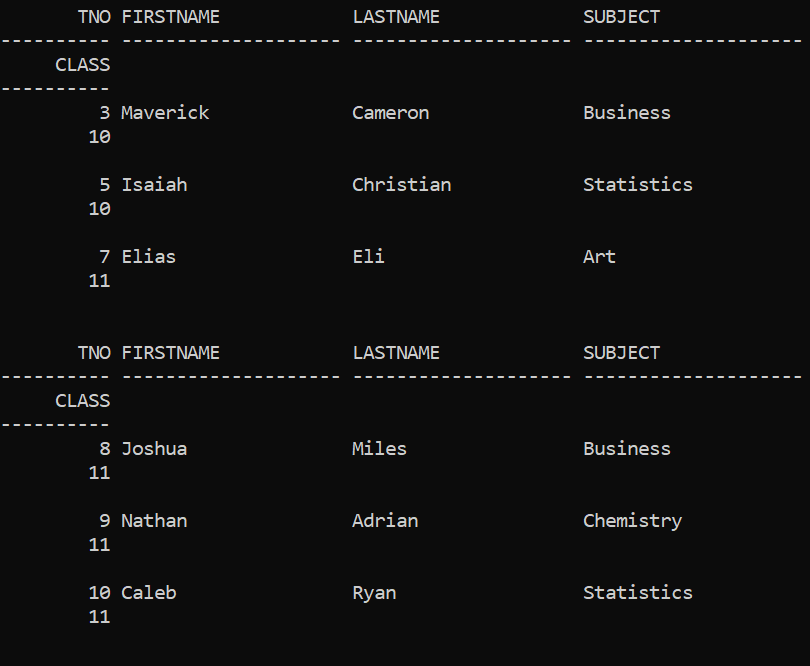 TNO FIRSTNAME            LASTNAME             SUBJECT
---------- -------------------- -------------------- --------------------
     CLASS
----------
         3 Maverick             Cameron              Business
        10

         5 Isaiah               Christian            Statistics
        10

         7 Elias                Eli                  Art
        11


       TNO FIRSTNAME            LASTNAME             SUBJECT
---------- -------------------- -------------------- --------------------
     CLASS
----------
         8 Joshua               Miles                Business
        11

         9 Nathan               Adrian               Chemistry
        11

        10 Caleb                Ryan                 Statistics
        11